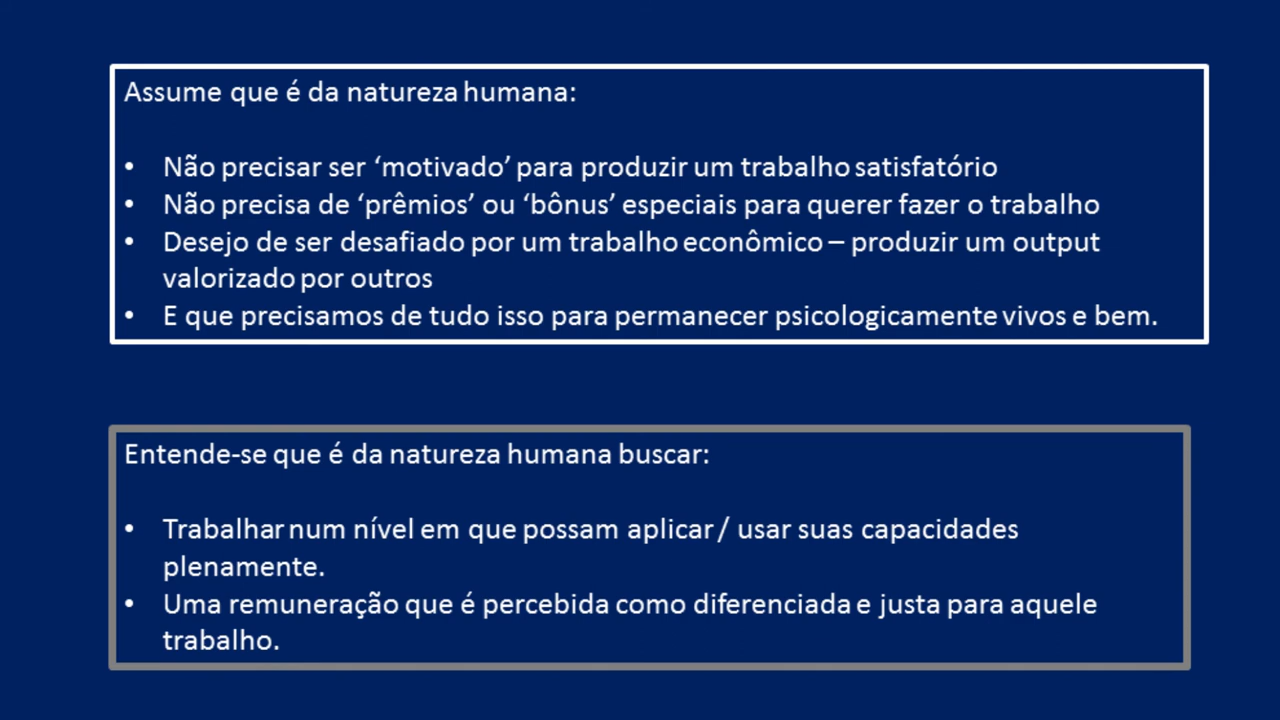 Assume que é da natureza humana:
• Não precisar ser ‘motivado’ para produzir um trabalho satisfatório
• Não precisa de ‘prêmios’ ou ‘bônus’ especiais para querer fazer o trabalho
• Desejo de ser desafiado por um trabalho econômico – produzir um output
valorizado por outros
• E que precisamos de tudo isso para permanecer psicologicamente vivos e bem.
Entende-se que é da natureza humana buscar:
• Trabalhar num nível em que possam aplicar / usar suas capacidades
plenamente.
• Uma remuneração que é percebida como diferenciada e justa para aquele
trabalho.